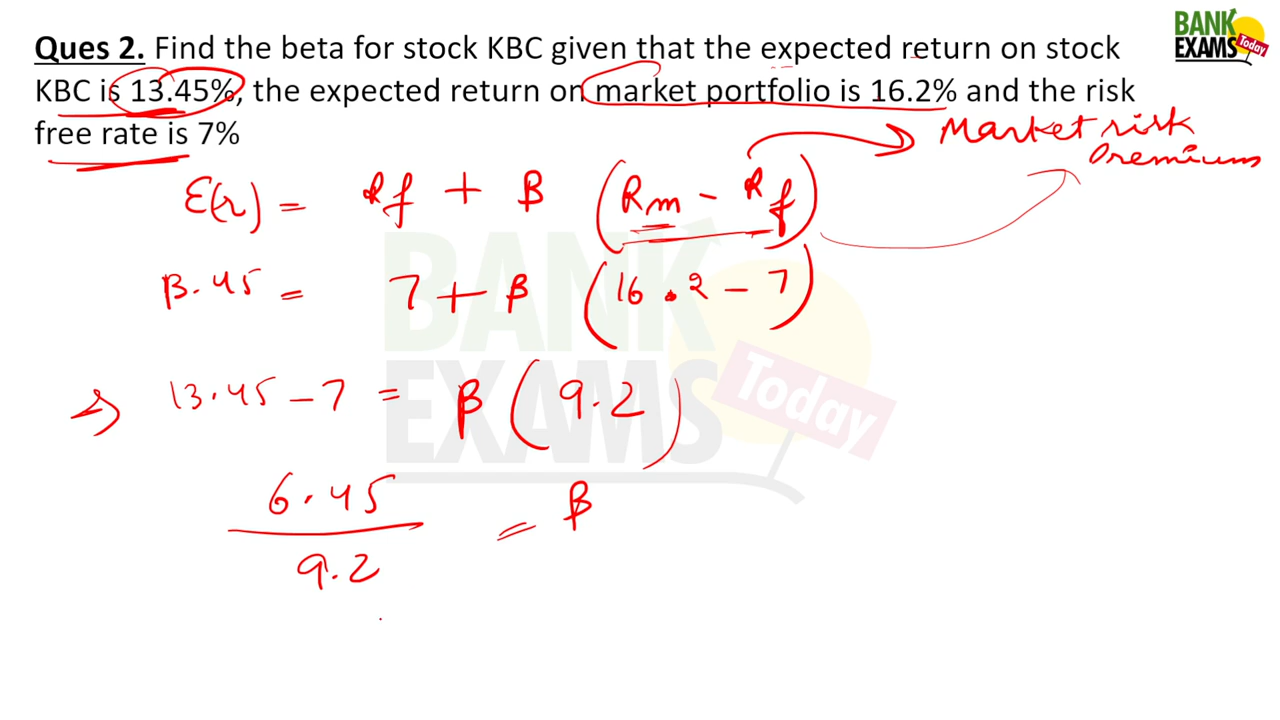 BANK
EXAMS
Today
Ques 2. Find the beta for stock KBC given that the expected return on stock
KBC is 13.45%, the expected return on market portfolio is 16.2% and the risk
free rate is 7%
Market risk
Premium
E(r) = Rf + β (Rm - Rf)
13.45 = 7 + β (16.2 - 7)
⇒ 13.45 - 7 = β (9.2)
6.45
= β
9.2
BANK
EXAMS
Today